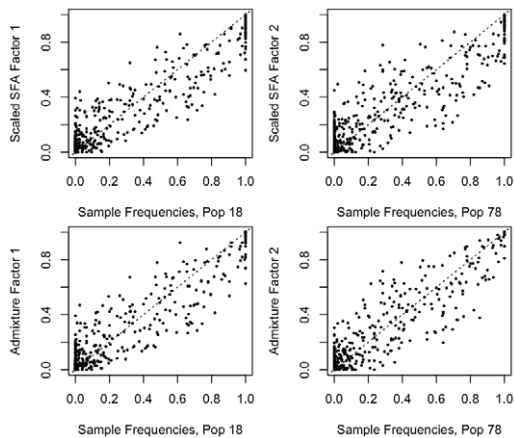 Scaled SFA Factor 1
0.0 0.4 0.8
0.0 0.2 0.4 0.6 0.8 1.0
Sample Frequencies, Pop 18
Scaled SFA Factor 2
0.0 0.4 0.8
0.0 0.2 0.4 0.6 0.8 1.0
Sample Frequencies, Pop 78
Admixture Factor 1
0.0 0.4 0.8
0.0 0.2 0.4 0.6 0.8 1.0
Sample Frequencies, Pop 18
Admixture Factor 2
0.0 0.4 0.8
0.0 0.2 0.4 0.6 0.8 1.0
Sample Frequencies, Pop 78